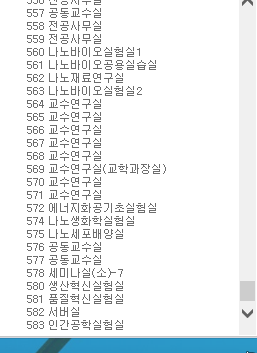 556 전공사무실
557 공동교수실
558 전공사무실
559 전공사무실
560 나노바이오실험실1
561 나노바이오공용실습실
562 나노재료연구실
563 나노바이오실험실2
564 교수연구실
565 교수연구실
566 교수연구실
567 교수연구실
568 교수연구실
569 교수연구실(교학과장실)
570 교수연구실
571 교수연구실
572 에너지화공기초실험실
574 나노생화학실험실
575 나노세포배양실
576 공동교수실
577 공동교수실
578 세미나실(소)-7
580 생산혁신실험실
581 품질혁신실험실
582 서버실
583 인간공학실험실